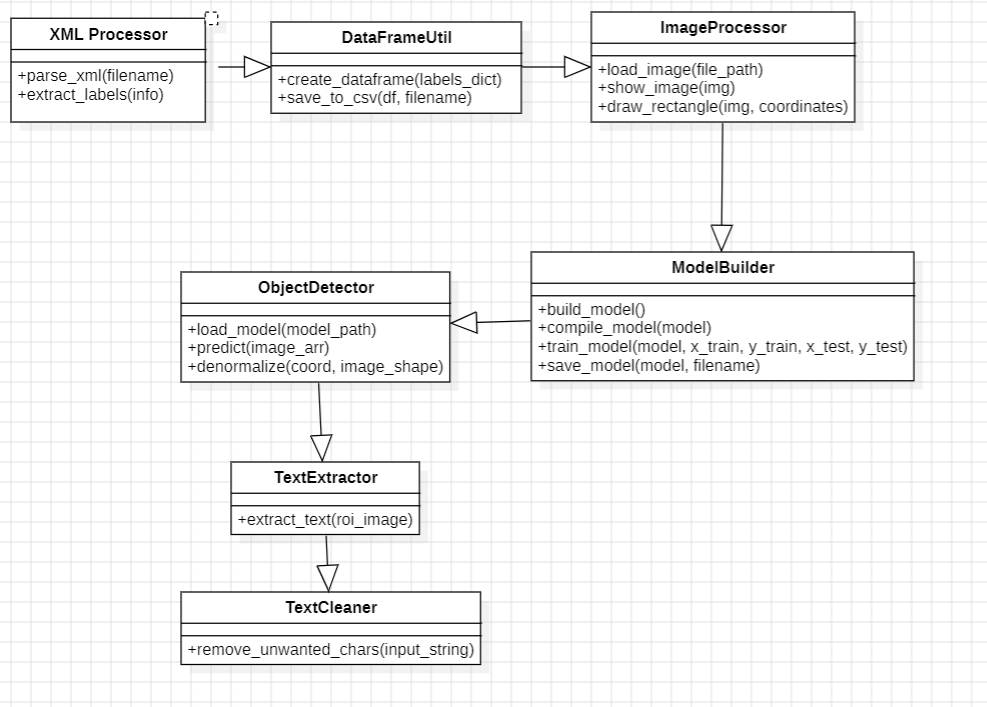 XML Processor
+parse_xml(filename)
+extract_labels(info)
DataFrameUtil
+create_dataframe(labels_dict)
+save_to_csv(df, filename)
ImageProcessor
+load_image(file_path)
+show_image(img)
+draw_rectangle(img, coordinates)
ModelBuilder
+build_model()
+compile_model(model)
+train_model(model, x_train, y_train, x_test, y_test)
+save_model(model, filename)
ObjectDetector
+load_model(model_path)
+predict(image_arr)
+denormalize(coord, image_shape)
TextExtractor
+extract_text(roi_image)
TextCleaner
+remove_unwanted_chars(input_string)